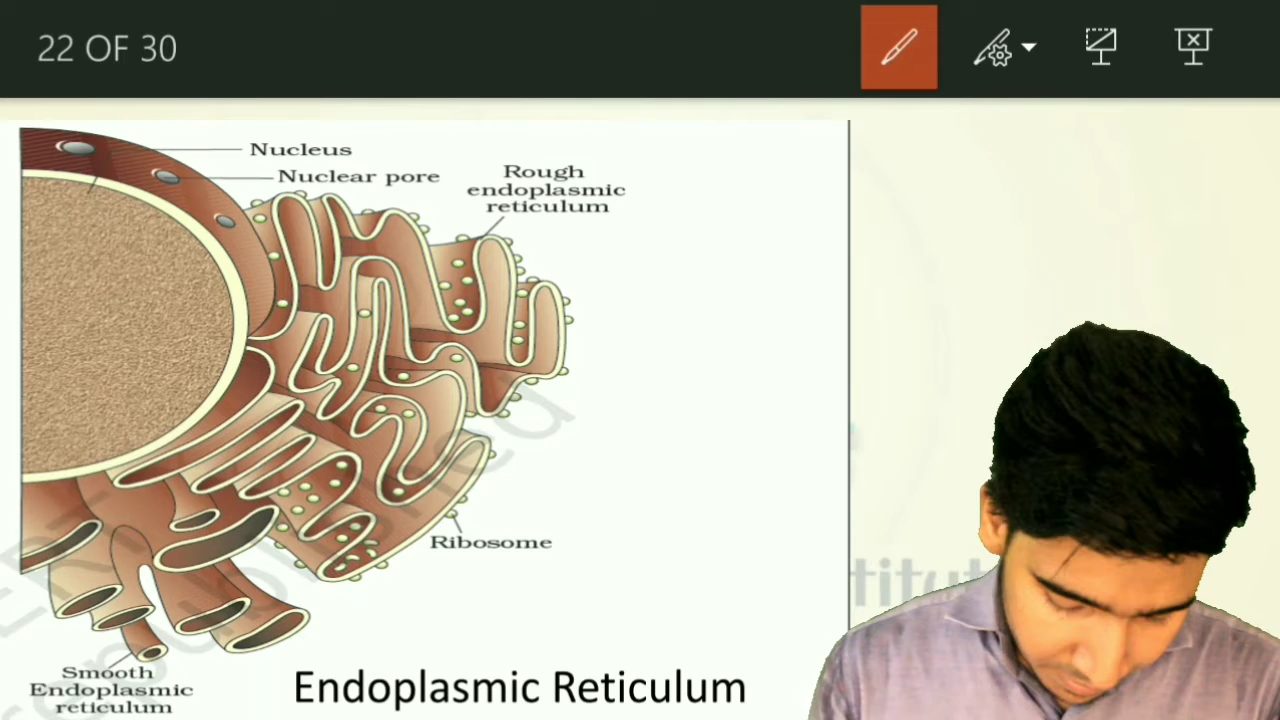 22 OF 30
Nucleus
Nuclear pore
Rough
endoplasmic
reticulum
Ribosome
Smooth
Endoplasmic
reticulum
Endoplasmic Reticulum